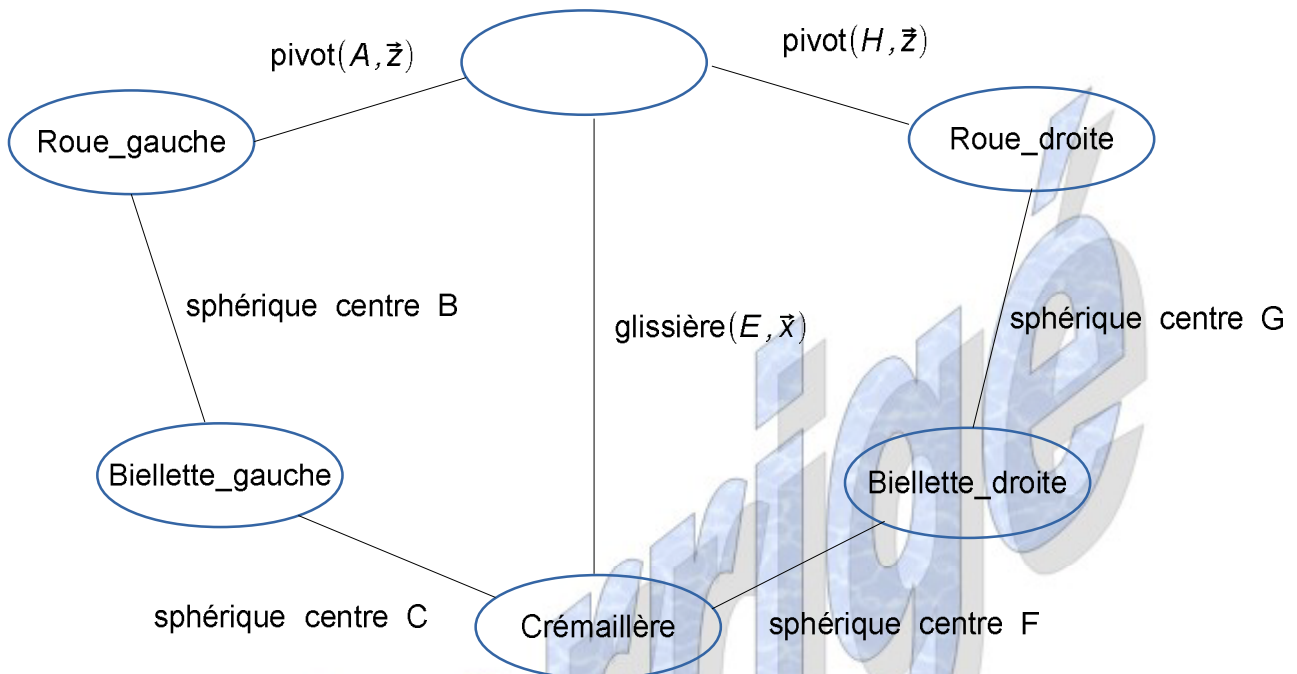 pivot(A, z⃗)
pivot(H, z⃗)
Roue_gauche
Roue_droite
sphérique centre B
glissière(E, x⃗)
sphérique centre G
Biellette_gauche
Biellette_droite
sphérique centre C
Crémaillère
sphérique centre F